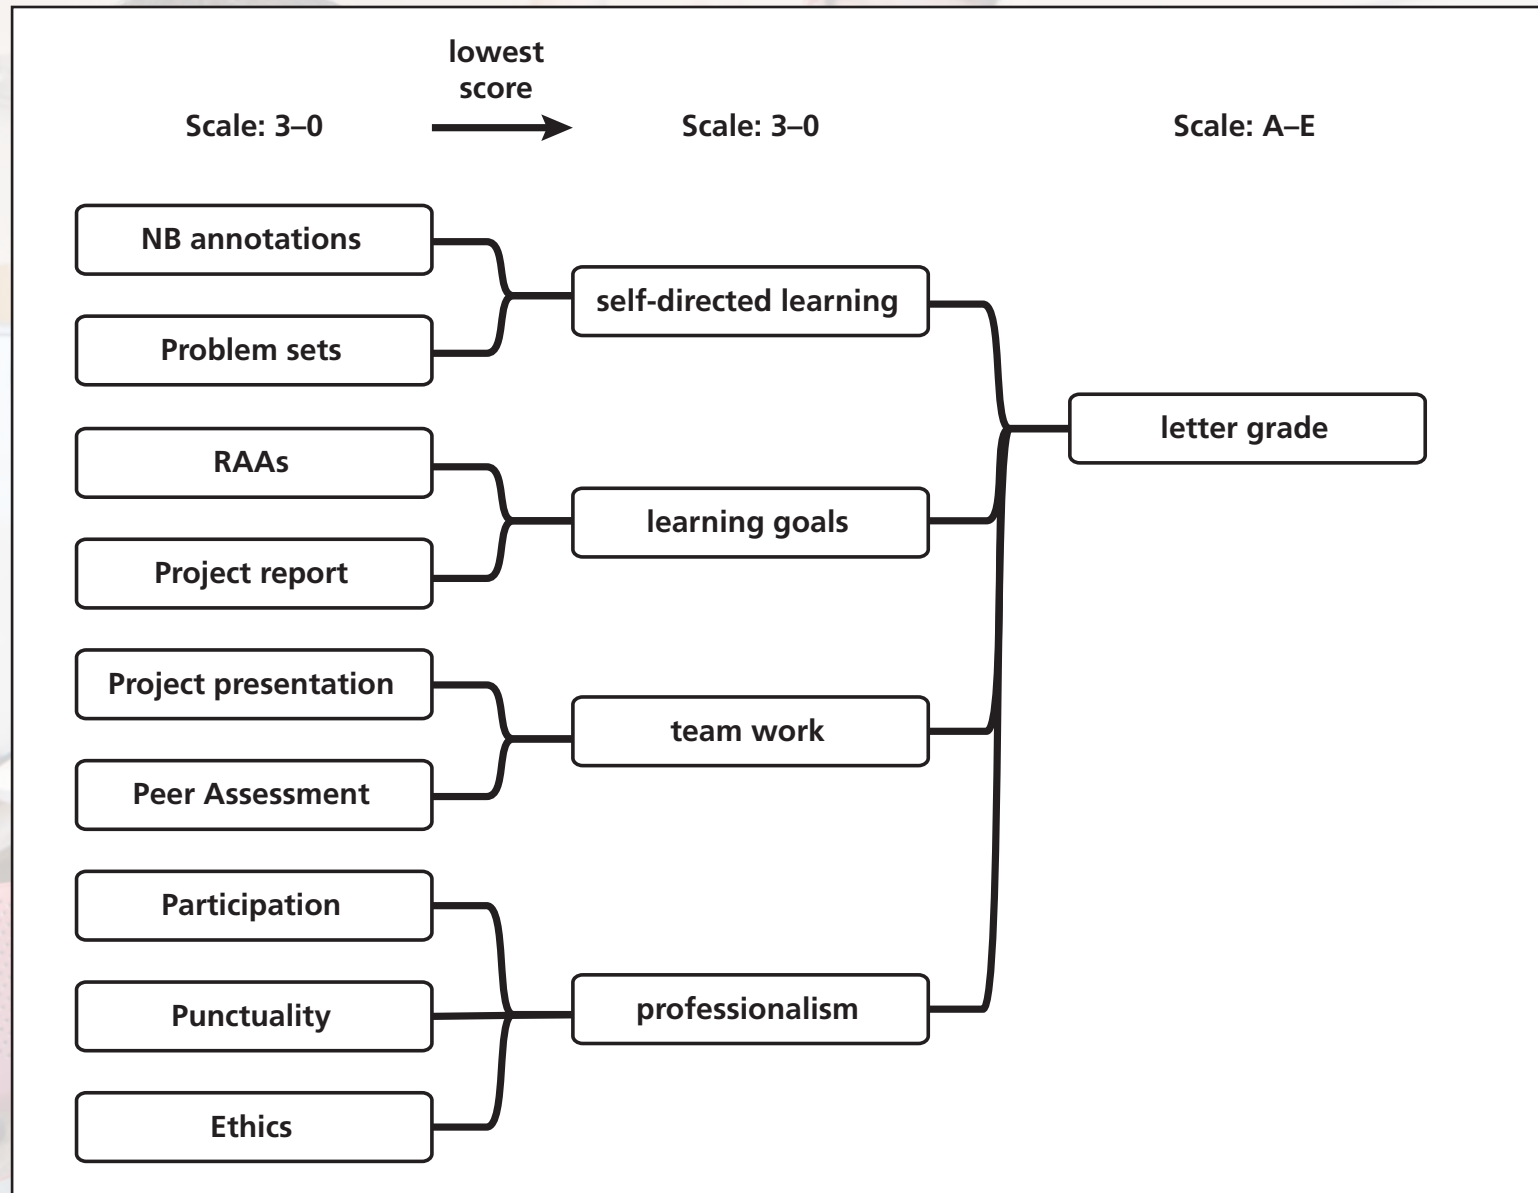 lowest
score
Scale: 3–0
Scale: 3–0
Scale: A–E
NB annotations
Problem sets
RAAs
Project report
Project presentation
Peer Assessment
Participation
Punctuality
Ethics
self-directed learning
learning goals
team work
professionalism
letter grade